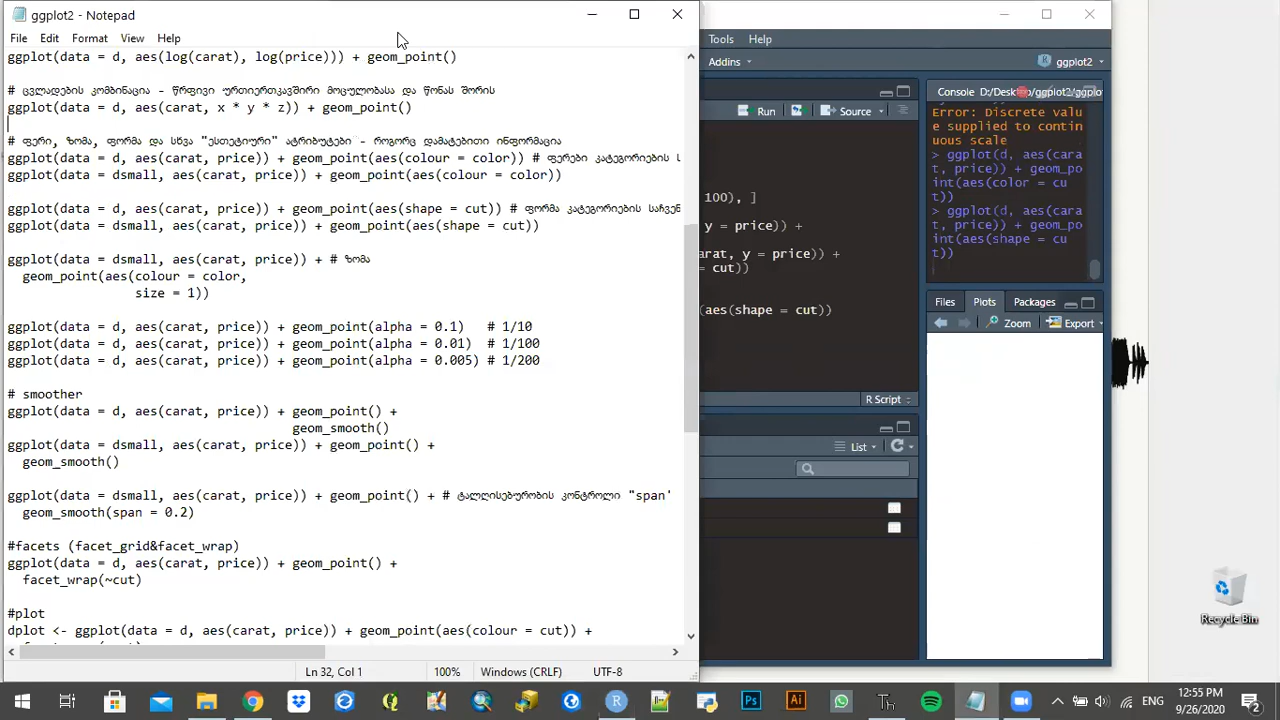 ggplot2 - Notepad
File Edit Format View Help
ggplot(data = d, aes(log(carat), log(price))) + geom_point()
# ცვლადების კომბინაცია - წრფივი ურთიერთკავშირი მოცულობასა და წონას შორის
ggplot(data = d, aes(carat, x * y * z)) + geom_point()
# ფერი, ზომა, ფორმა და სხვა "ესთეტიური" ატრიბუტები - როგორც დამატებითი ინფორმაცია
ggplot(data = d, aes(carat, price)) + geom_point(aes(colour = color)) # ფერები კატეგორიების ს
ggplot(data = dsmall, aes(carat, price)) + geom_point(aes(colour = color))
ggplot(data = d, aes(carat, price)) + geom_point(aes(shape = cut)) # ფორმა კატეგორიების საჩვენ
ggplot(data = dsmall, aes(carat, price)) + geom_point(aes(shape = cut))
ggplot(data = dsmall, aes(carat, price)) + # ზომა
geom_point(aes(colour = color,
size = 1))
ggplot(data = d, aes(carat, price)) + geom_point(alpha = 0.1) # 1/10
ggplot(data = d, aes(carat, price)) + geom_point(alpha = 0.01) # 1/100
ggplot(data = d, aes(carat, price)) + geom_point(alpha = 0.005) # 1/200
# smoother
ggplot(data = d, aes(carat, price)) + geom_point() +
geom_smooth()
ggplot(data = dsmall, aes(carat, price)) + geom_point() +
geom_smooth()
ggplot(data = dsmall, aes(carat, price)) + geom_point() + # ტალღისებურობის კონტროლი "span"
geom_smooth(span = 0.2)
#facets (facet_grid&facet_wrap)
ggplot(data = d, aes(carat, price)) + geom_point() +
facet_wrap(~cut)
#plot
dplot <- ggplot(data = d, aes(carat, price)) + geom_point(aes(colour = cut)) +
Ln 32, Col 1 100% Windows (CRLF) UTF-8
Tools Help
Addins ggplot2
Run Source
100), ]
y = price)) +
arat, y = price)) +
= cut))
(aes(shape = cut))
R Script
List
Console D:/Desktop/ggplot2/ggplo
Error: Discrete valu
e supplied to contin
uous scale
> ggplot(d, aes(cara
t, price)) + geom_po
int(aes(color = cu
t))
> ggplot(d, aes(cara
t, price)) + geom_po
int(aes(shape = cu
t))
Files Plots Packages
Zoom Export
Recycle Bin
ENG 12:55 PM
9/26/2020
2